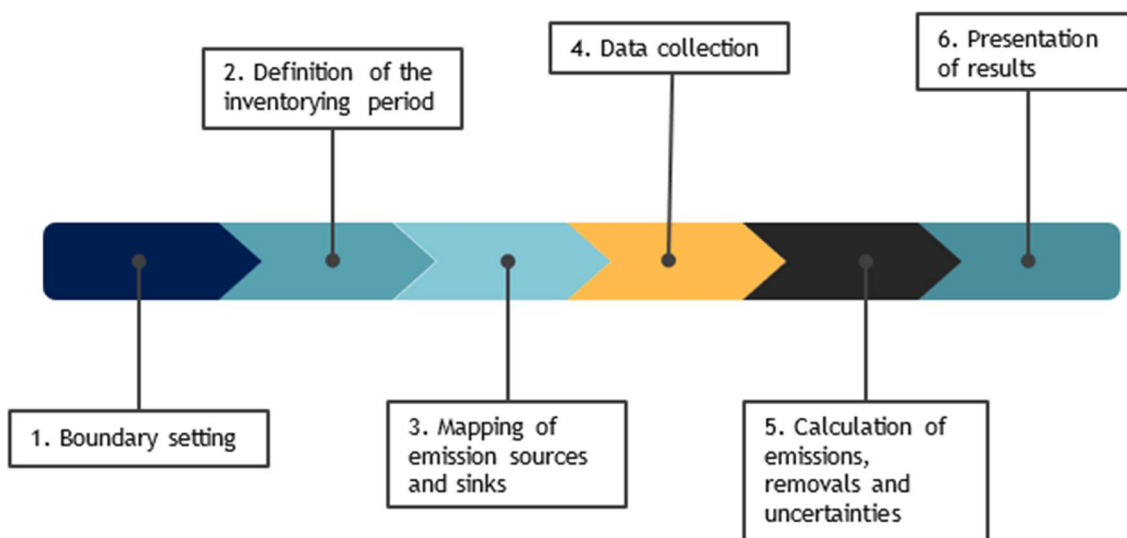 1. Boundary setting
2. Definition of the
inventorying period
3. Mapping of
emission sources
and sinks
4. Data collection
5. Calculation of
emissions,
removals and
uncertainties
6. Presentation
of results